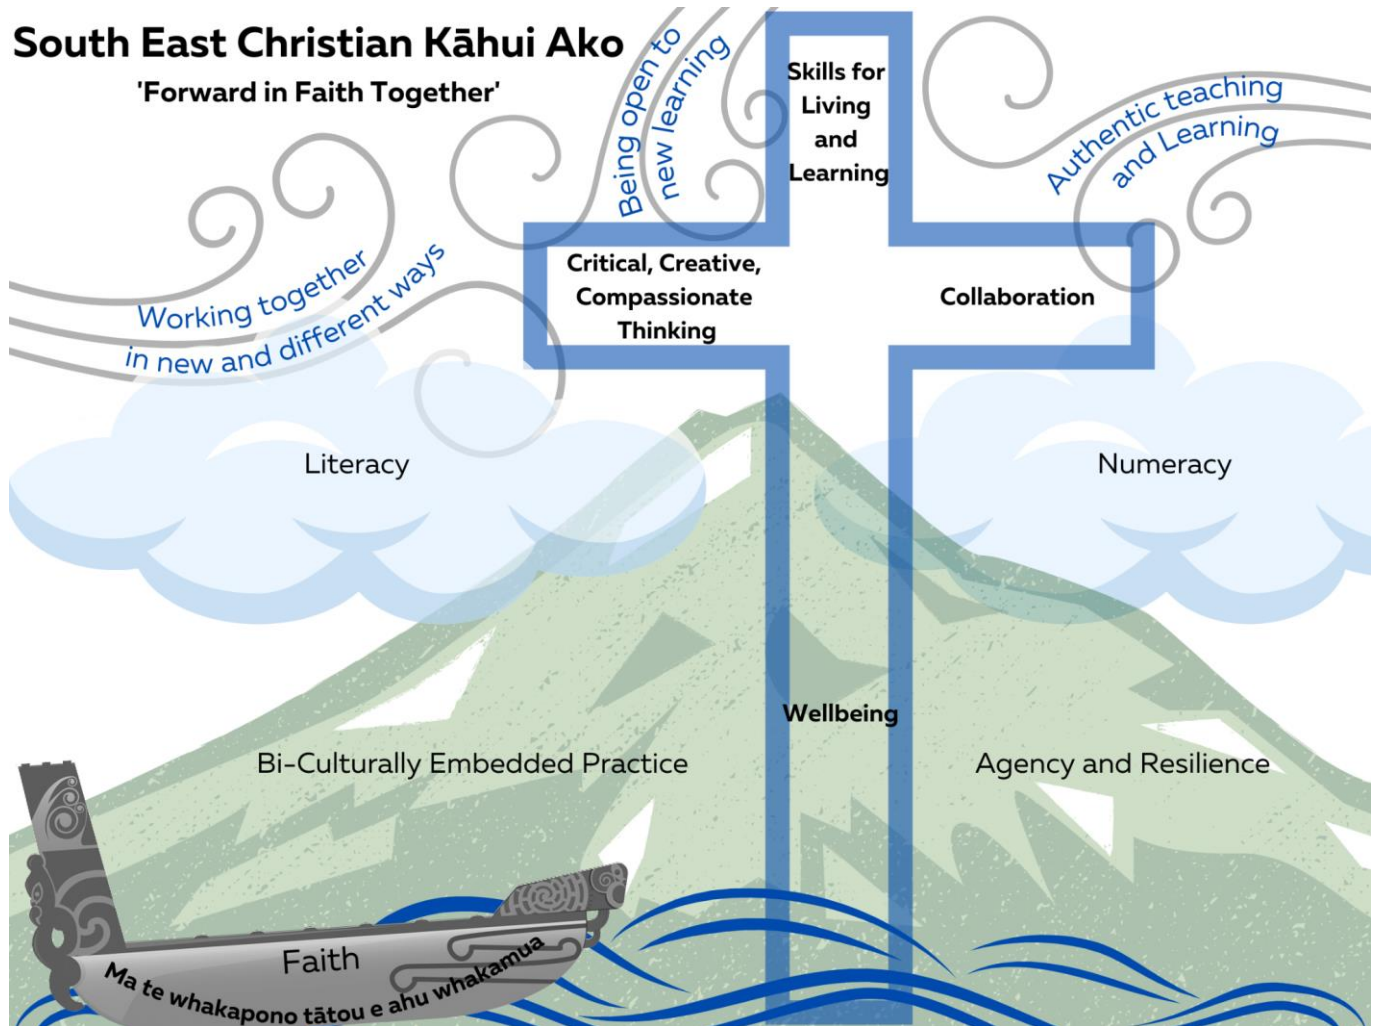 South East Christian Kāhui Ako
'Forward in Faith Together'
Being open to
new learning
Skills for
Living
and
Learning
Authentic teaching
and Learning
Working together
in new and different ways
Critical, Creative,
Compassionate
Thinking
Collaboration
Literacy
Numeracy
Wellbeing
Bi-Culturally Embedded Practice
Agency and Resilience
Faith
Ma te whakapono tātou e ahu whakamua